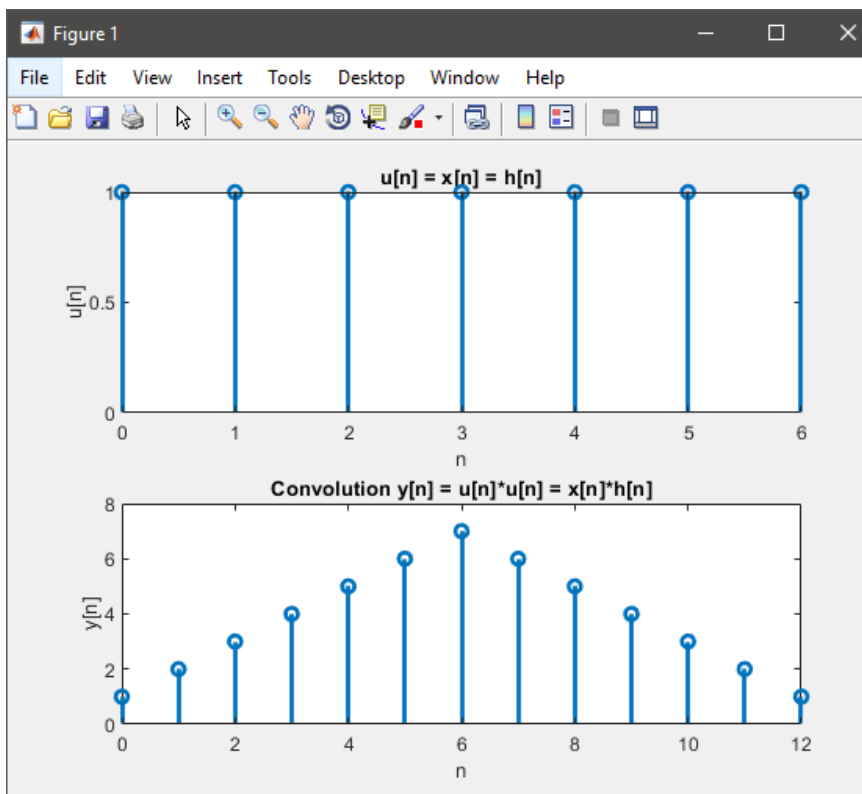 Figure 1
File Edit View Insert Tools Desktop Window Help
u[n] = x[n] = h[n]
1
0.5
0
u[n]
0 1 2 3 4 5 6
n
Convolution y[n] = u[n]*u[n] = x[n]*h[n]
8
6
4
2
0
y[n]
0 2 4 6 8 10 12
n